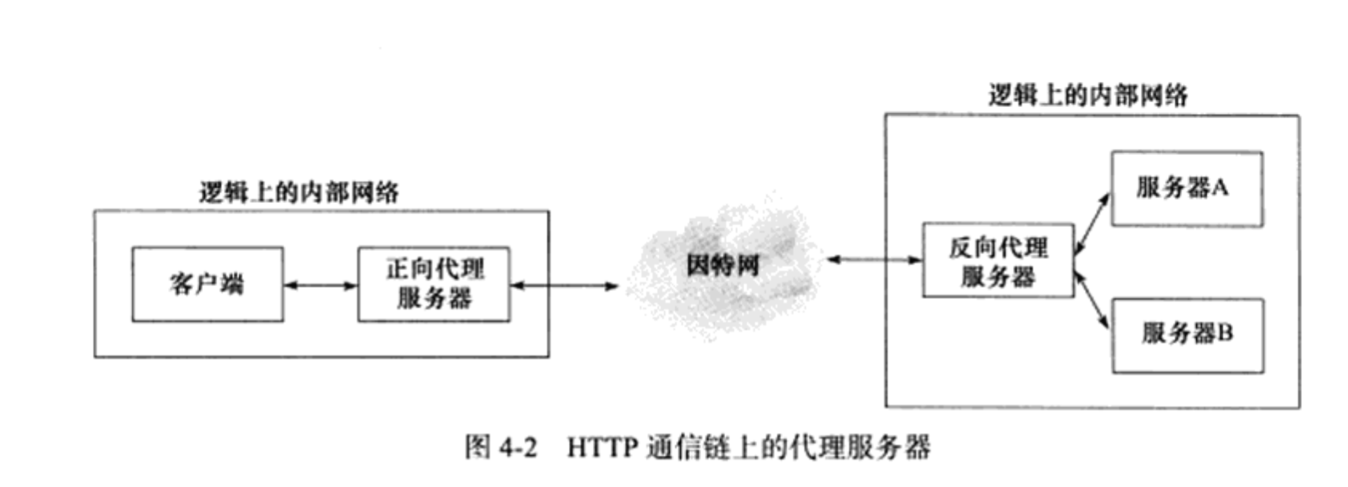 逻辑上的内部网络
逻辑上的内部网络
客户端
正向代理
服务器
因特网
反向代理
服务器
服务器A
服务器B
图 4-2 HTTP 通信链上的代理服务器